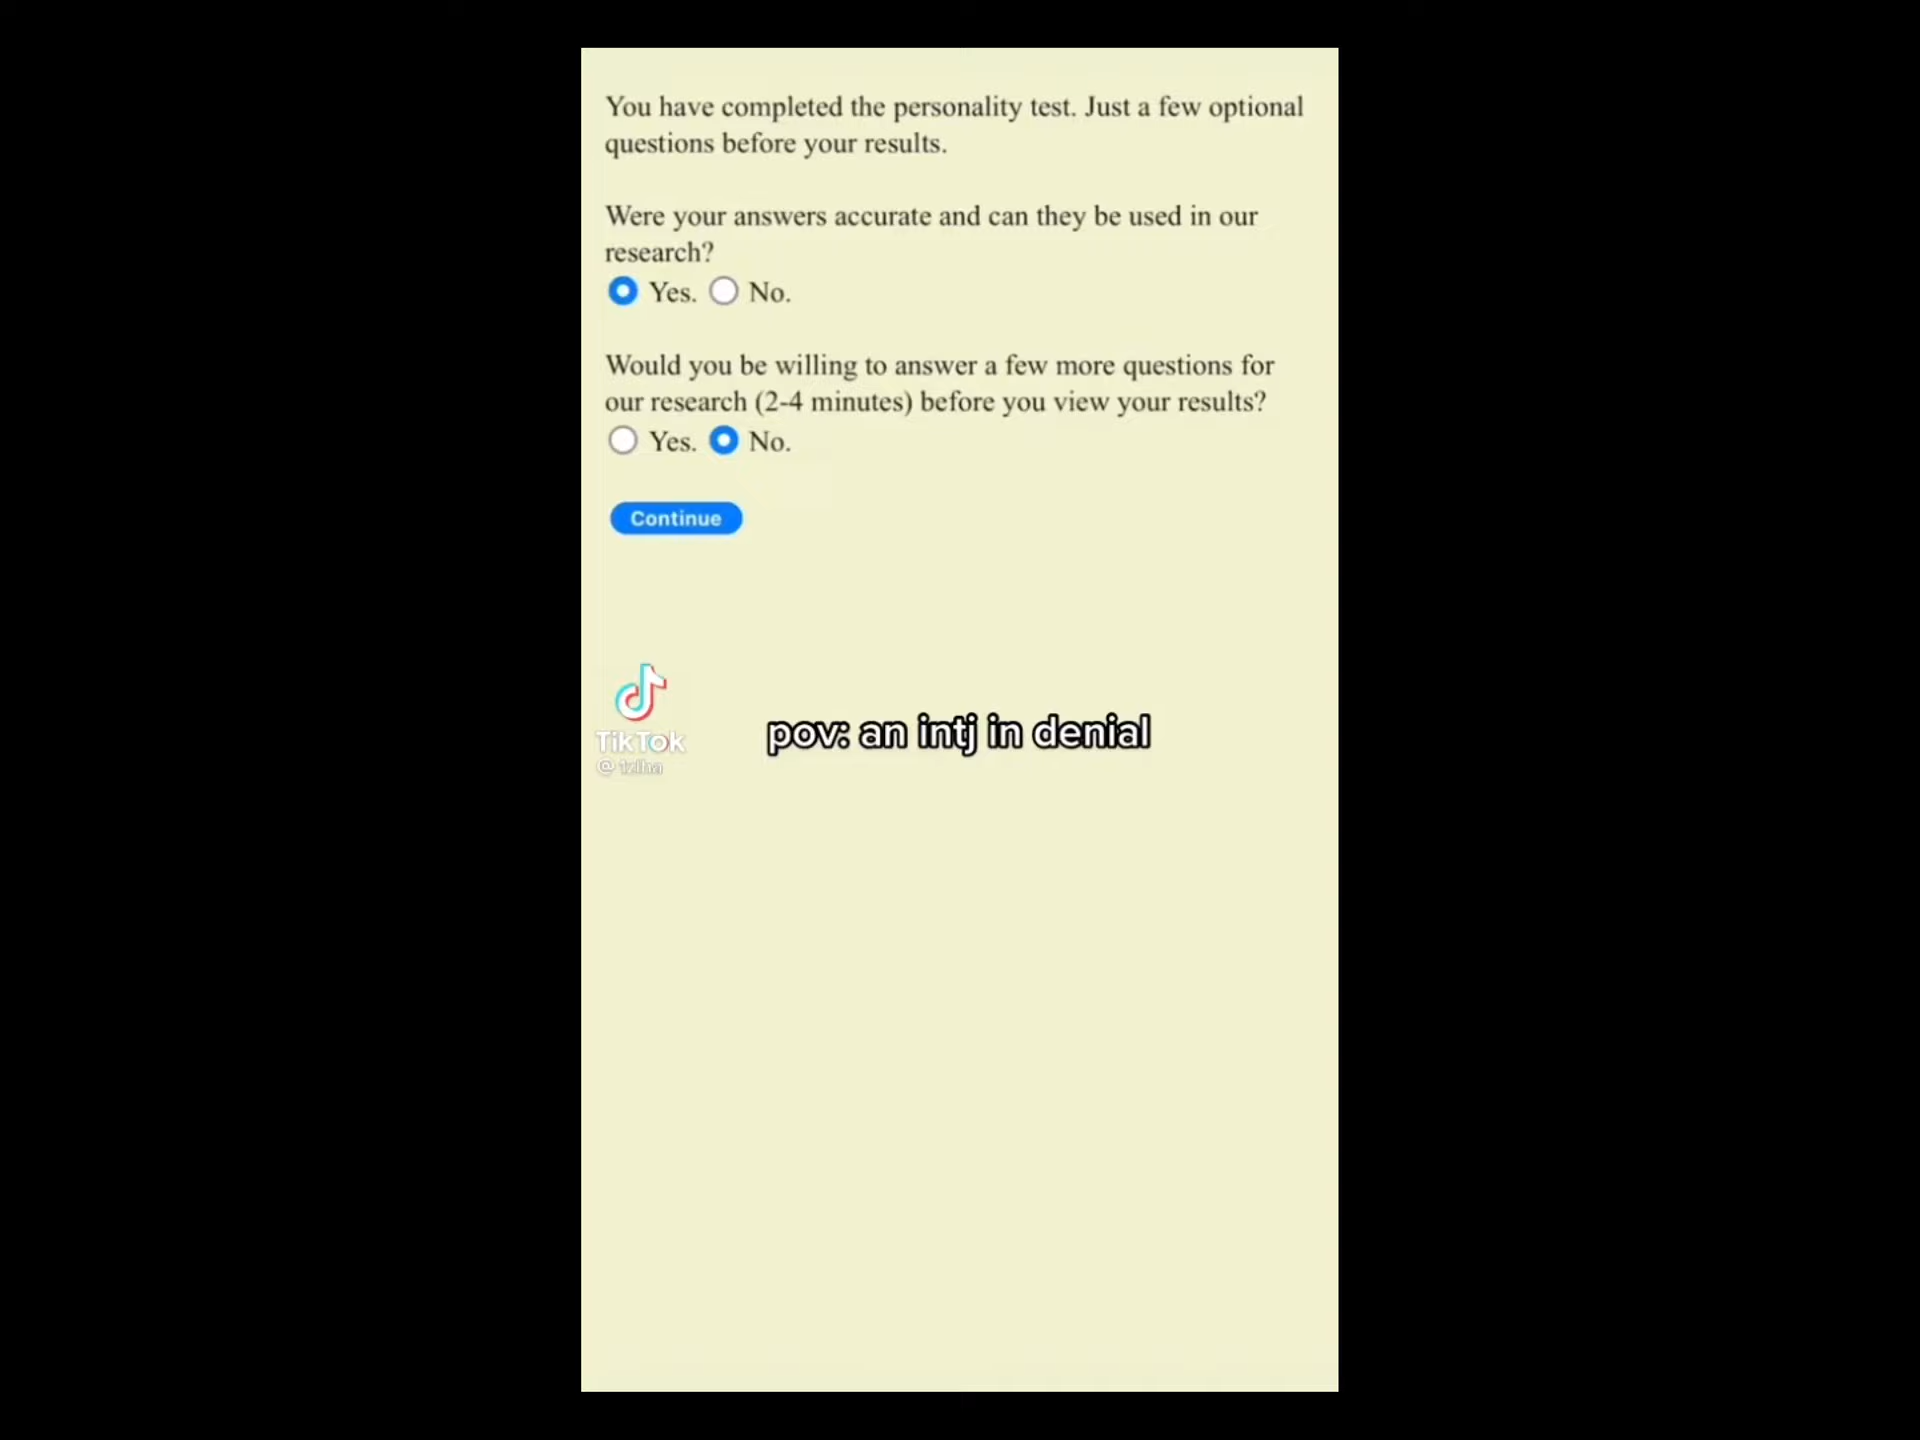 You have completed the personality test. Just a few optional
questions before your results.
Were your answers accurate and can they be used in our
research?
Yes. No.
Would you be willing to answer a few more questions for
our research (2-4 minutes) before you view your results?
Yes. No.
Continue
TikTok
@1zlha
pov: an intj in denial